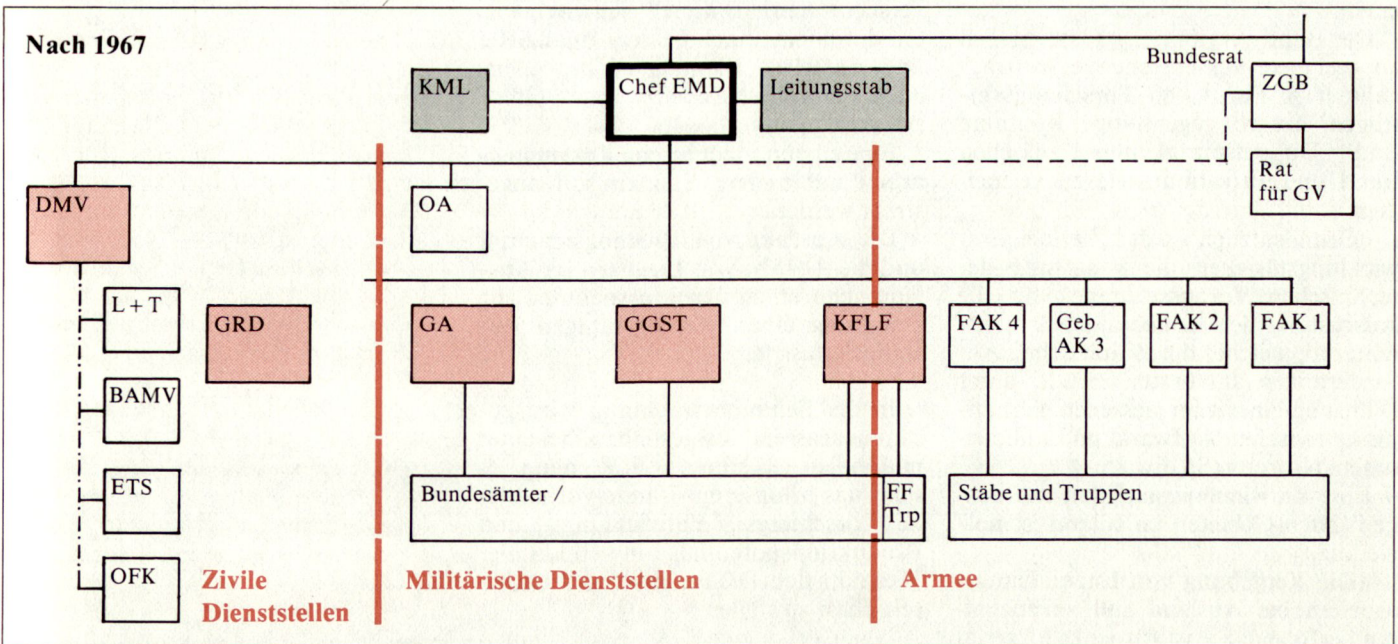 Nach 1967
Bundesrat
KML
Chef EMD
Leitungsstab
ZGB
Rat
für GV
DMV
OA
L + T
GRD
GA
GGST
KFLF
FAK 4
Geb
AK 3
FAK 2
FAK 1
BAMV
ETS
Bundesämter /
FF
Trp
Stäbe und Truppen
OFK
Zivile
Dienststellen
Militärische Dienststellen
Armee